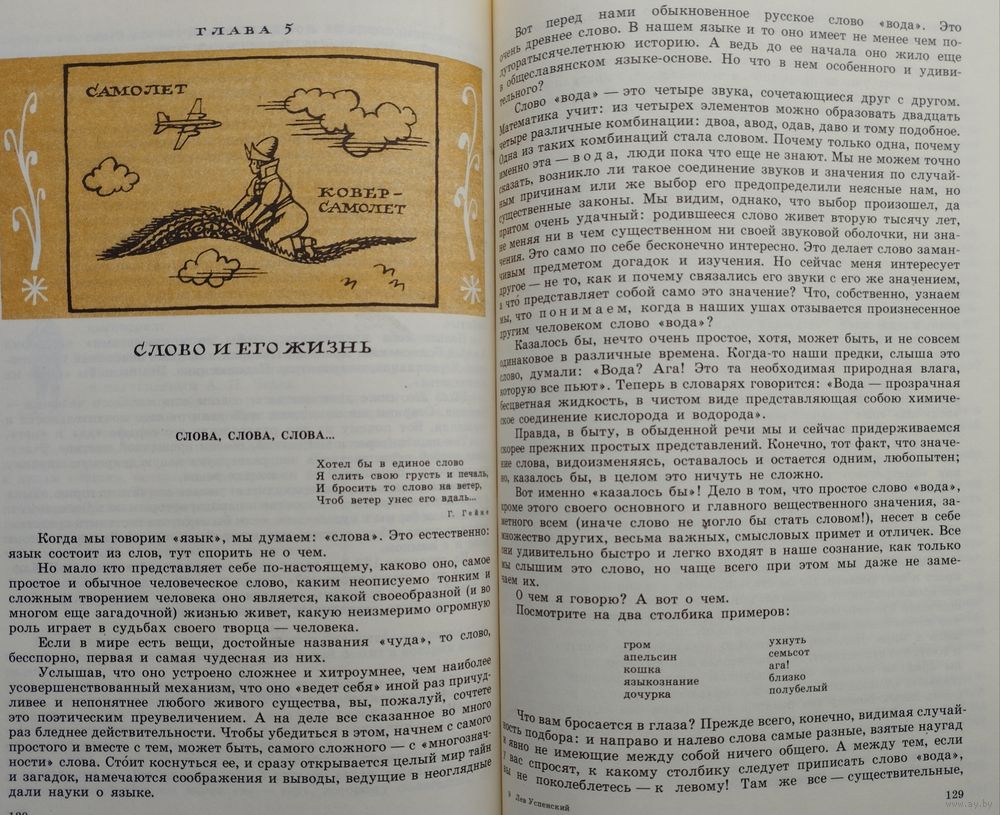 ГЛАВА 5
САМОЛЕТ
КОВЕР-
САМОЛЕТ
СЛОВО И ЕГО ЖИЗНЬ
СЛОВА, СЛОВА, СЛОВА...
Хотел бы в единое слово
Я слить свою грусть и печаль,
И бросить то слово на ветер,
Чтоб ветер унес его вдаль...
Г. Гейне
Когда мы говорим «язык», мы думаем: «слова». Это естественно:
язык состоит из слов, тут спорить не о чем.
Но мало кто представляет себе по-настоящему, каково оно, самое
простое и обычное человеческое слово, каким неописуемо тонким и
сложным творением человека оно является, какой своеобразной (и во
многом еще загадочной) жизнью живет, какую неизмеримо огромную
роль играет в судьбах своего творца — человека.
Если в мире есть вещи, достойные названия «чуда», то слово,
бесспорно, первая и самая чудесная из них.
Услышав, что оно устроено сложнее и хитроумнее, чем наиболее
усовершенствованный механизм, что оно «ведет себя» иной раз причуд-
ливее и непонятнее любого живого существа, вы, пожалуй, сочтете
это поэтическим преувеличением. А на деле все сказанное во много
раз бледнее действительности. Чтобы убедиться в этом, начнем с самого
простого и вместе с тем, может быть, самого сложного — с «многознач-
ности» слова. Сто́ит коснуться ее, и сразу открывается целый мир тайн
и загадок, намечаются соображения и выводы, ведущие в неоглядные
дали науки о языке.
Вот перед нами обыкновенное русское слово «вода». Это
очень древнее слово. В нашем языке и то оно имеет не менее чем по-
луторатысячелетнюю историю. А ведь до ее начала оно жило еще
в общеславянском языке-основе. Но что в нем особенного и удиви-
тельного?
Слово «вода» — это четыре звука, сочетающиеся друг с другом.
Математика учит: из четырех элементов можно образовать двадцать
четыре различные комбинации: двоа, авод, одав, даво и тому подобное.
Одна из таких комбинаций стала словом. Почему только одна, почему
именно эта — вода, люди пока что еще не знают. Мы не можем точно
сказать, возникло ли такое соединение звуков и значения по случай-
ным причинам или же выбор его предопределили неясные нам, но
существенные законы. Мы видим, однако, что выбор произошел, да
притом очень удачный: родившееся слово живет вторую тысячу лет,
не меняя ни в чем существенном ни своей звуковой оболочки, ни зна-
чения. Это само по себе бесконечно интересно. Это делает слово заман-
чивым предметом догадок и изучения. Но сейчас меня интересует
другое — не то, как и почему связались его звуки с его же значением,
а что представляет собой само это значение? Что, собственно, узнаем
мы, что понимаем, когда в наших ушах отзывается произнесенное
другим человеком слово «вода»?
Казалось бы, нечто очень простое, хотя, может быть, и не совсем
одинаковое в различные времена. Когда-то наши предки, слыша это
слово, думали: «Вода? Ага! Это та необходимая природная влага,
которую все пьют». Теперь в словарях говорится: «Вода — прозрачная
бесцветная жидкость, в чистом виде представляющая собою химиче-
ское соединение кислорода и водорода».
Правда, в быту, в обыденной речи мы и сейчас придерживаемся
скорее прежних простых представлений. Конечно, тот факт, что значе-
ние слова, видоизменяясь, оставалось и остается одним, любопытен;
но, казалось бы, в целом это ничуть не сложно.
Вот именно «казалось бы»! Дело в том, что простое слово «вода»,
кроме этого своего основного и главного вещественного значения, за-
метного всем (иначе слово не могло бы стать словом!), несет в себе
множество других, весьма важных, смысловых примет и отличек. Все
они удивительно быстро и легко входят в наше сознание, как только
мы слышим это слово, но чаще всего при этом мы даже не заме-
чаем их.
О чем я говорю? А вот о чем.
Посмотрите на два столбика примеров:
гром ухнуть
апельсин семьсот
кошка ага!
языкознание близко
дочурка полубелый
Что вам бросается в глаза? Прежде всего, конечно, видимая случай-
ность подбора: и направо и налево слова самые разные, взятые наугад
и явно не имеющие между собой ничего общего. А между тем, если
у вас спросят, к какому столбику следует приписать слово «вода»,
вы не поколеблетесь — к левому! Там же все — существительные,
9 Лев Успенский
129
www.ay.by